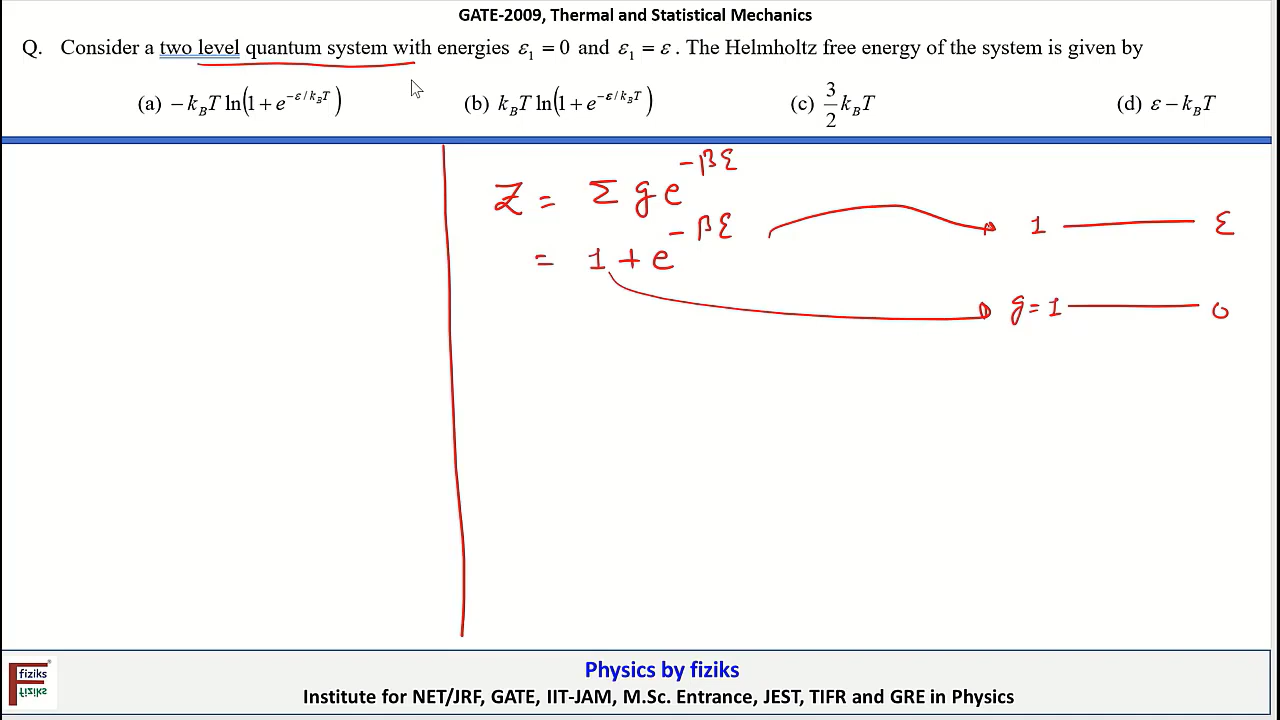 GATE-2009, Thermal and Statistical Mechanics
Q. Consider a two level quantum system with energies ε₁ = 0 and ε₁ = ε. The Helmholtz free energy of the system is given by
(a) −k_BT ln(1 + e^{−ε/k_BT}) (b) k_BT ln(1 + e^{−ε/k_BT}) (c) 3/2 k_BT (d) ε − k_BT
Z = Σ g e^{−βε}
= 1 + e^{−βε}
1 ε
g = 1 0
fiziks
fiziks
Physics by fiziks
Institute for NET/JRF, GATE, IIT-JAM, M.Sc. Entrance, JEST, TIFR and GRE in Physics